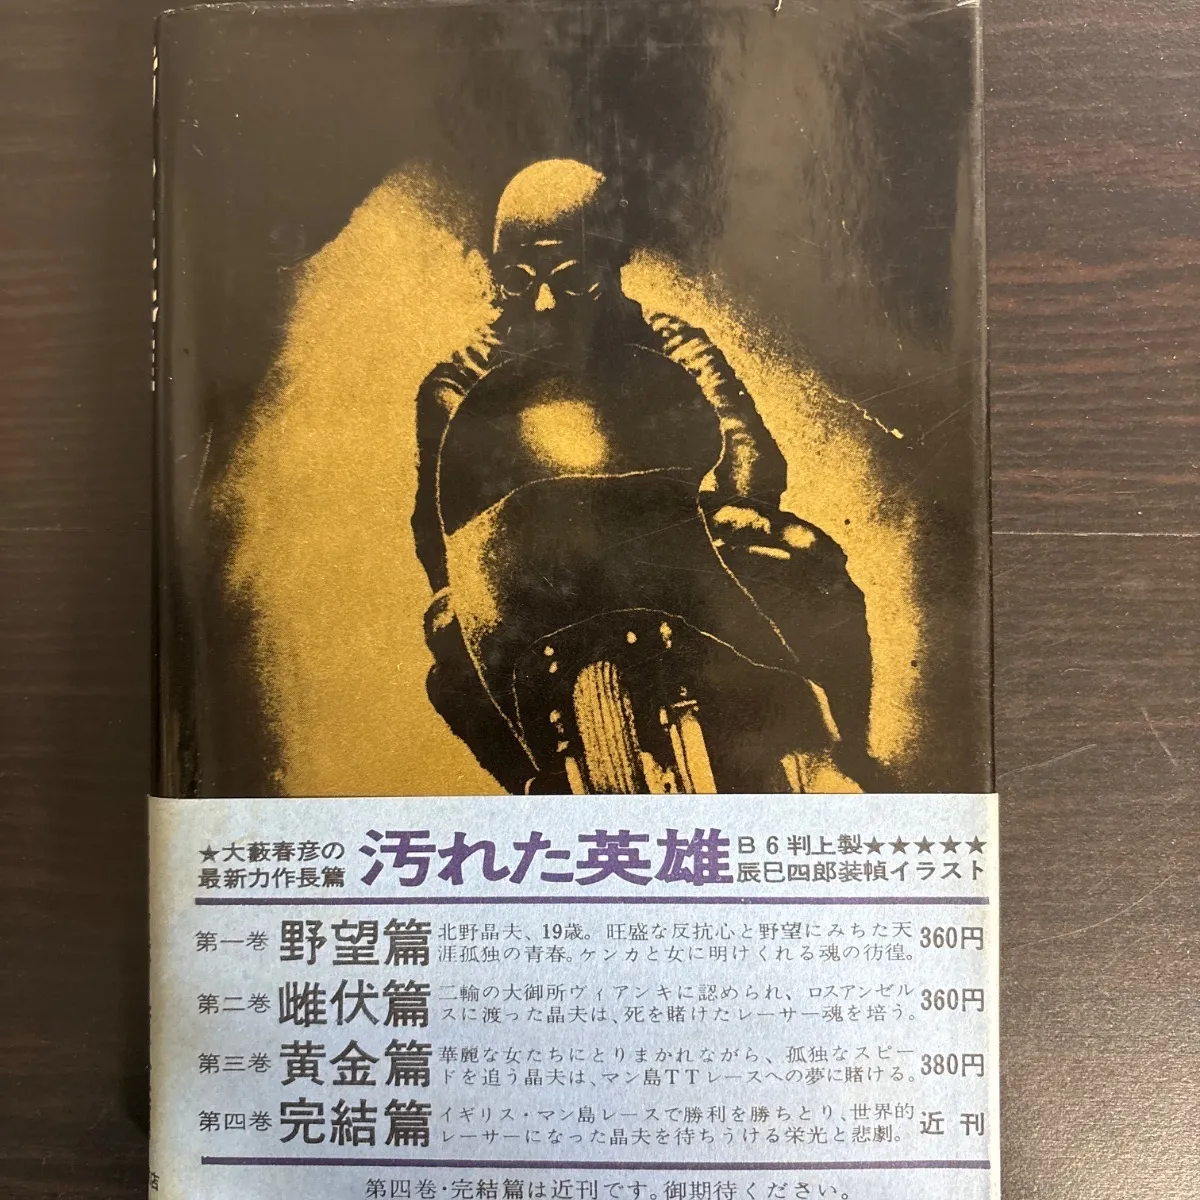 ★大藪春彦の
最新力作長篇
汚れた英雄
B6判上製★★★★★
辰巳四郎装幀イラスト
第一巻 野望篇 北野晶夫、19歳。旺盛な反抗心と野望にみちた天
涯孤独の青春。ケンカと女に明けくれる魂の彷徨。 360円
第二巻 雌伏篇 二輪の大御所ヴィアンキに認められ、ロスアンゼル
スに渡った晶夫は、死を賭けたレーサー魂を培う。 360円
第三巻 黄金篇 華麗な女たちにとりまかれながら、孤独なスピー
ドを追う晶夫は、マン島TTレースへの夢に賭ける。 380円
第四巻 完結篇 イギリス・マン島レースで勝利を勝ちとり、世界的
レーサーになった晶夫を待ちうける栄光と悲劇。 近刊
第四巻・完結篇は近刊です。御期待ください。
店